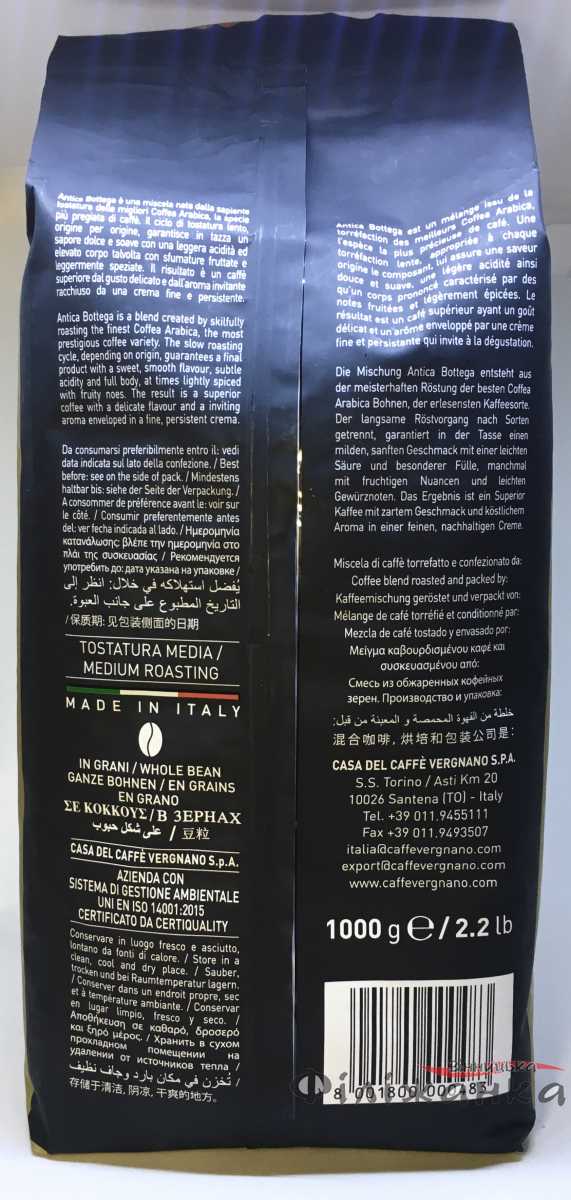 Antica Bottega è una miscela nata dalla sapiente
tostatura delle migliori Coffea Arabica, la specie
più pregiata di caffè. Il ciclo di tostatura lento,
origine per origine, garantisce in tazza un
sapore dolce e soave con una leggera acidità ed
elevato corpo talvolta con sfumature fruttate e
leggermente speziate. Il risultato è un caffè
superiore dal gusto delicato e dall'aroma invitante
racchiuso da una crema fine e persistente.
Antica Bottega is a blend created by skilfully
roasting the finest Coffea Arabica, the most
prestigious coffee variety. The slow roasting
cycle, depending on origin, guarantees a final
product with a sweet, smooth flavour, subtle
acidity and full body, at times lightly spiced
with fruity noes. The result is a superior
coffee with a delicate flavour and a inviting
aroma enveloped in a fine, persistent crema.
Da consumarsi preferibilmente entro il: vedi
data indicata sul lato della confezione. / Best
before: see on the side of pack. / Mindestens
haltbar bis: siehe der Seite der Verpackung. /
A consommer de préférence avant le: voir sur
le côté. / Consumir preferentemente antes
del: ver fecha indicada al lado. / Ημερομηνία
κατανάλωσης: βλέπε την ημερομηνία στο
πλάι της συσκευασίας / Рекомендуется
употребить до: дата указана на упаковке /
يُفضل استهلاكه في خلال: انظر إلى
التاريخ المطبوع على جانب العبوة.
/ 保质期: 见包装侧面的日期
TOSTATURA MEDIA /
MEDIUM ROASTING
MADE IN ITALY
IN GRANI / WHOLE BEAN
GANZE BOHNEN / EN GRAINS
EN GRANO
ΣΕ ΚΟΚΚΟΥΣ / В ЗЕРНАХ
على شكل حبوب / 豆粒
CASA DEL CAFFÈ VERGNANO S.p.A.
AZIENDA CON
SISTEMA DI GESTIONE AMBIENTALE
UNI EN ISO 14001:2015
CERTIFICATO DA CERTIQUALITY
Conservare in luogo fresco e asciutto,
lontano da fonti di calore. / Store in a
clean, cool and dry place. / Sauber,
trocken und bei Raumtemperatur lagern.
/ Conserver dans un endroit propre, sec
et à température ambiante. / Conservar
en lugar limpio, fresco y seco. /
Αποθήκευση σε καθαρό, δροσερό
και ξηρό μέρος. / Хранить в сухом
прохладном помещении на
удалении от источников тепла /
تُخزن في مكان بارد وجاف نظيف /
存储于清洁, 阴凉, 干爽的地方。
Antica Bottega est un mélange issu de la
torréfaction des meilleurs Coffea Arabica,
l'espèce la plus précieuse de café. Une
torréfaction lente, appropriée à chaque
origine le composant, lui assure une saveur
douce et suave, une légère acidité ainsi
qu'un corps prononcé caractérisé par des
notes fruitées et légèrement épicées. Le
résultat est un café supérieur ayant un goût
délicat et un arôme enveloppé par une crème
fine et persistante qui invite à la dégustation.
Die Mischung Antica Bottega entsteht aus
der meisterhaften Röstung der besten Coffea
Arabica Bohnen, der erlesensten Kaffeesorte.
Der langsame Röstvorgang nach Sorten
getrennt, garantiert in der Tasse einen
milden, sanften Geschmack mit einer leichten
Säure und besonderer Fülle, manchmal
mit fruchtigen Nuancen und leichten
Gewürznoten. Das Ergebnis ist ein Superior
Kaffee mit zartem Geschmack und köstlichem
Aroma in einer feinen, nachhaltigen Creme.
Miscela di caffè torrefatto e confezionato da:
Coffee blend roasted and packed by:
Kaffeemischung geröstet und verpackt von:
Mélange de café torréfié et conditionné par:
Mezcla de café tostado y envasado por:
Μείγμα καβουρδισμένου καφέ και
συσκευασμένου από:
Смесь из обжаренных кофейных
зерен. Производство и упаковка:
خلطة من القهوة المحمصة و المعبئة من قبل:
混合咖啡, 烘培和包装公司是:
CASA DEL CAFFÈ VERGNANO S.P.A.
S.S. Torino / Asti Km 20
10026 Santena (TO) - Italy
Tel. +39 011.9455111
Fax +39 011.9493507
italia@caffevergnano.com
export@caffevergnano.com
www.caffevergnano.com
1000 g ℮ / 2.2 lb
Вінницька
Філіжанка